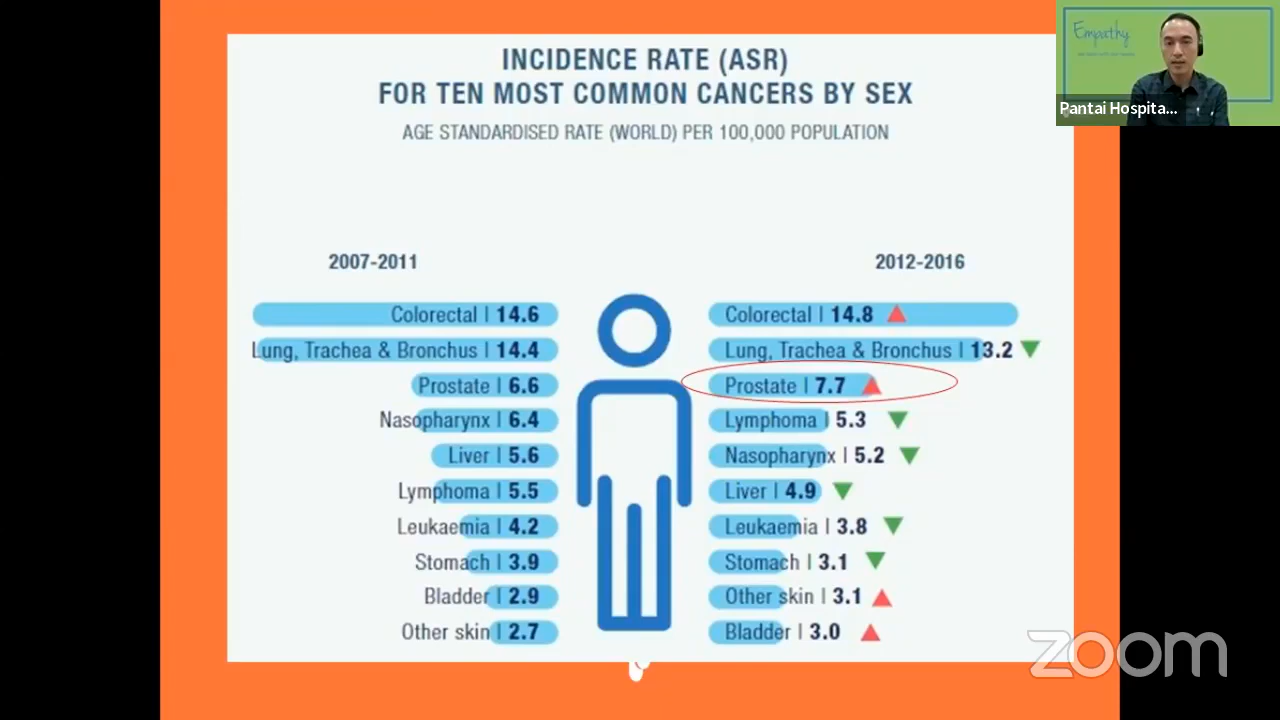 INCIDENCE RATE (ASR)
FOR TEN MOST COMMON CANCERS BY SEX
AGE STANDARDISED RATE (WORLD) PER 100,000 POPULATION
Empathy
Pantai Hospita...
2007-2011
Colorectal | 14.6
Lung, Trachea & Bronchus | 14.4
Prostate | 6.6
Nasopharynx | 6.4
Liver | 5.6
Lymphoma | 5.5
Leukaemia | 4.2
Stomach | 3.9
Bladder | 2.9
Other skin | 2.7
2012-2016
Colorectal | 14.8
Lung, Trachea & Bronchus | 13.2
Prostate | 7.7
Lymphoma | 5.3
Nasopharynx | 5.2
Liver | 4.9
Leukaemia | 3.8
Stomach | 3.1
Other skin | 3.1
Bladder | 3.0
zoom